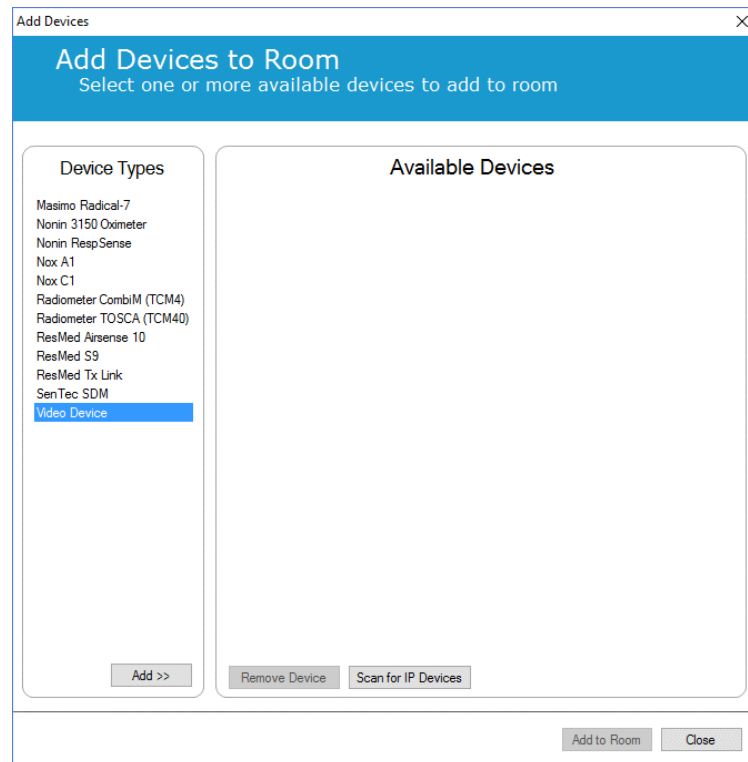 Add Devices
Add Devices to Room
Select one or more available devices to add to room
Device Types
Masimo Radical-7
Nonin 3150 Oximeter
Nonin RespSense
Nox A1
Nox C1
Radiometer CombiM (TCM4)
Radiometer TOSCA (TCM40)
ResMed Airsense 10
ResMed S9
ResMed Tx Link
SenTec SDM
Video Device
Add >>
Available Devices
Remove Device
Scan for IP Devices
Add to Room
Close